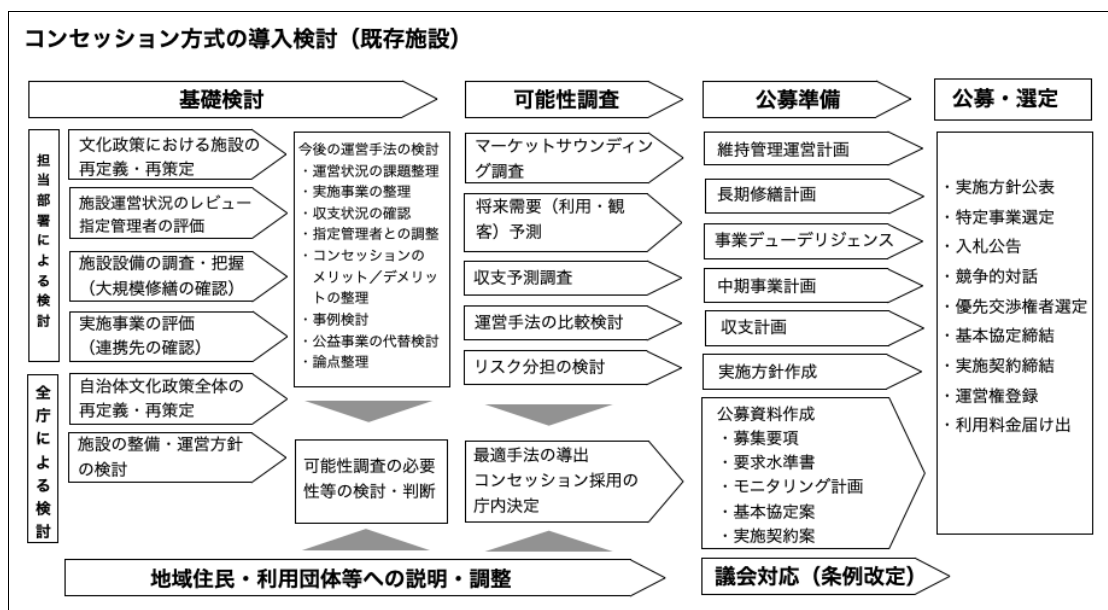 コンセッション方式の導入検討（既存施設）
基礎検討
可能性調査
公募準備
公募・選定
担当部署による検討
文化政策における施設の
再定義・再策定
施設運営状況のレビュー
指定管理者の評価
施設設備の調査・把握
（大規模修繕の確認）
実施事業の評価
（連携先の確認）
全庁による検討
自治体文化政策全体の
再定義・再策定
施設の整備・運営方針
の検討
今後の運営手法の検討
・運営状況の課題整理
・実施事業の整理
・収支状況の確認
・指定管理者との調整
・コンセッションの
メリット／デメリッ
トの整理
・事例検討
・公益事業の代替検討
・論点整理
可能性調査の必要
性等の検討・判断
マーケットサウンディン
グ調査
将来需要（利用・観
客）予測
収支予測調査
運営手法の比較検討
リスク分担の検討
最適手法の導出
コンセッション採用の
庁内決定
維持管理運営計画
長期修繕計画
事業デューデリジェンス
中期事業計画
収支計画
実施方針作成
公募資料作成
・募集要項
・要求水準書
・モニタリング計画
・基本協定案
・実施契約案
・実施方針公表
・特定事業選定
・入札公告
・競争的対話
・優先交渉権者選定
・基本協定締結
・実施契約締結
・運営権登録
・利用料金届け出
地域住民・利用団体等への説明・調整
議会対応（条例改定）